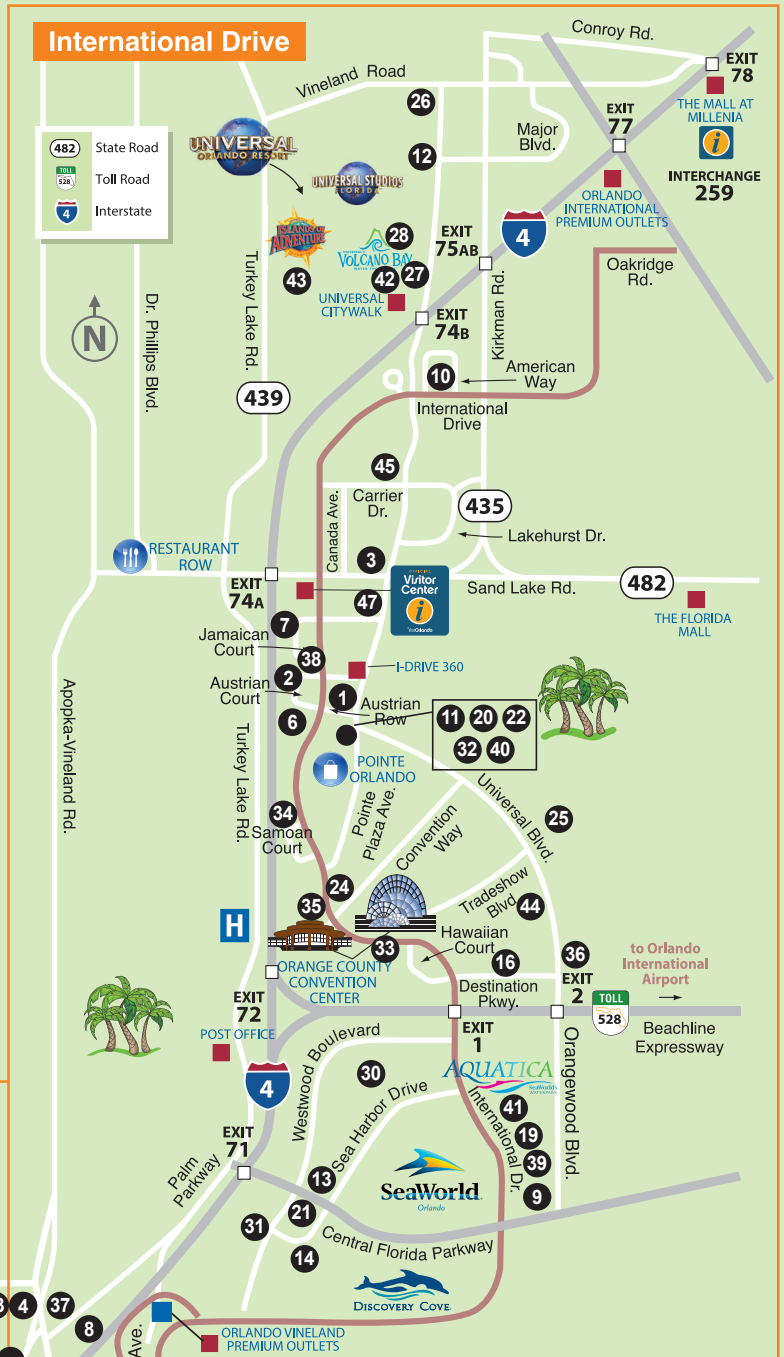 International Drive
482 State Road
TOLL 528 Toll Road
4 Interstate
Conroy Rd.
EXIT
78
Vineland Road
26
THE MALL AT
MILLENIA
EXIT
77
Major
Blvd.
UNIVERSAL
ORLANDO RESORT
12
INTERCHANGE
259
UNIVERSAL STUDIOS
FLORIDA
ORLANDO
INTERNATIONAL
PREMIUM OUTLETS
ISLANDS OF
ADVENTURE
28
VOLCANO BAY
EXIT
75AB
4
43
42
27
Oakridge
Rd.
UNIVERSAL
CITYWALK
Turkey Lake Rd.
Kirkman Rd.
EXIT
74B
N
Dr. Phillips Blvd.
10
American
Way
439
International
Drive
45
Canada Ave.
Carrier
Dr.
435
Lakehurst Dr.
RESTAURANT
ROW
3
EXIT
74A
OFFICIAL
Visitor
Center
Sand Lake Rd.
482
47
THE FLORIDA
MALL
7
Jamaican
Court
38
I-DRIVE 360
2
Austrian
Court
1
Austrian
Row
6
11 20 22
32 40
Apopka-Vineland Rd.
Turkey Lake Rd.
POINTE
ORLANDO
Universal Blvd.
25
34
Samoan
Court
Pointe
Plaza Ave.
Convention
Way
24
35
Tradeshow
Blvd.
44
H
33
Hawaiian
Court
ORANGE COUNTY
CONVENTION
CENTER
16
36
Destination
Pkwy.
EXIT
2
to Orlando
International
Airport
TOLL
528
EXIT
72
POST OFFICE
EXIT
1
Beachline
Expressway
Westwood Boulevard
4
30
AQUATICA
SeaWorld's
WATERPARK
Sea Harbor Drive
International Dr.
Orangewood Blvd.
41
19
39
9
EXIT
71
Palm
Parkway
13
SeaWorld
Orlando
21
31
14
Central Florida Parkway
DISCOVERY COVE
4
37
8
Ave.
ORLANDO VINELAND
PREMIUM OUTLETS